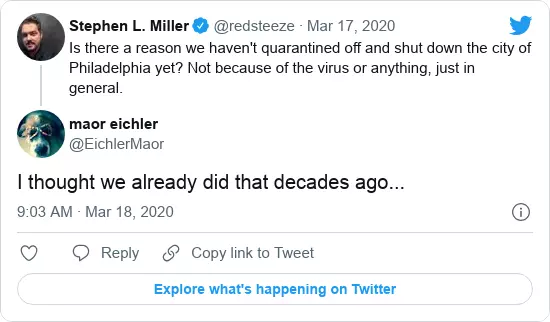 Stephen L. Miller @redsteeze · Mar 17, 2020
Is there a reason we haven't quarantined off and shut down the city of
Philadelphia yet? Not because of the virus or anything, just in
general.
maor eichler
@EichlerMaor
I thought we already did that decades ago...
9:03 AM · Mar 18, 2020
Reply Copy link to Tweet
Explore what's happening on Twitter